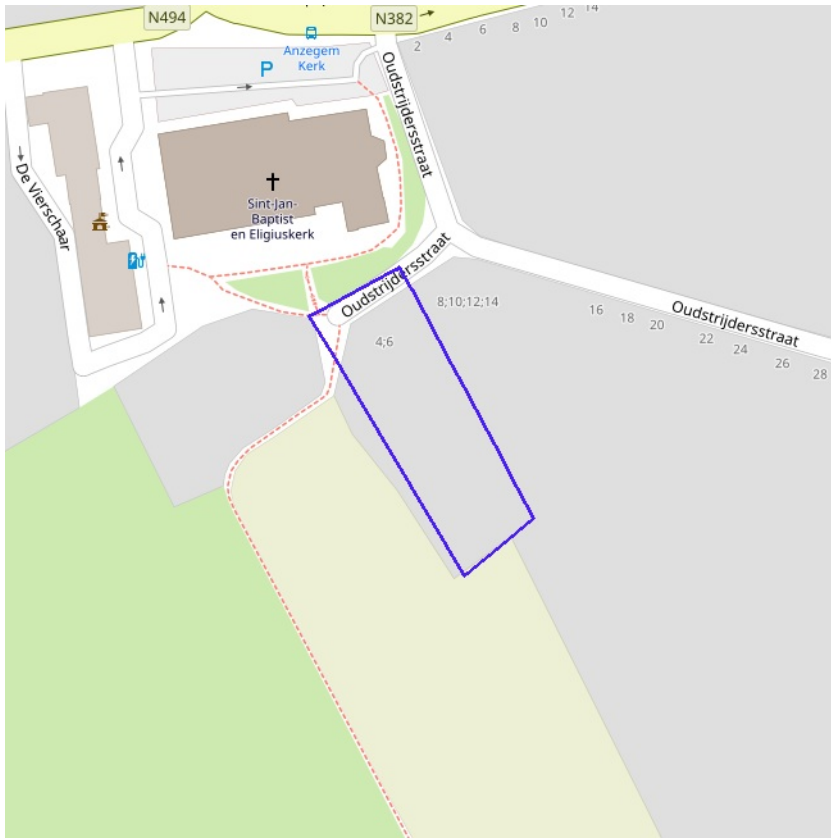 N494
N382
Anzegem
Kerk
P
2
4
6
8
10
12
14
Oudstrijdersstraat
De Vierschaar
Sint-Jan-
Baptist
en Eligiuskerk
Oudstrijdersstraat
8;10;12;14
4;6
Oudstrijdersstraat
16
18
20
22
24
26
28